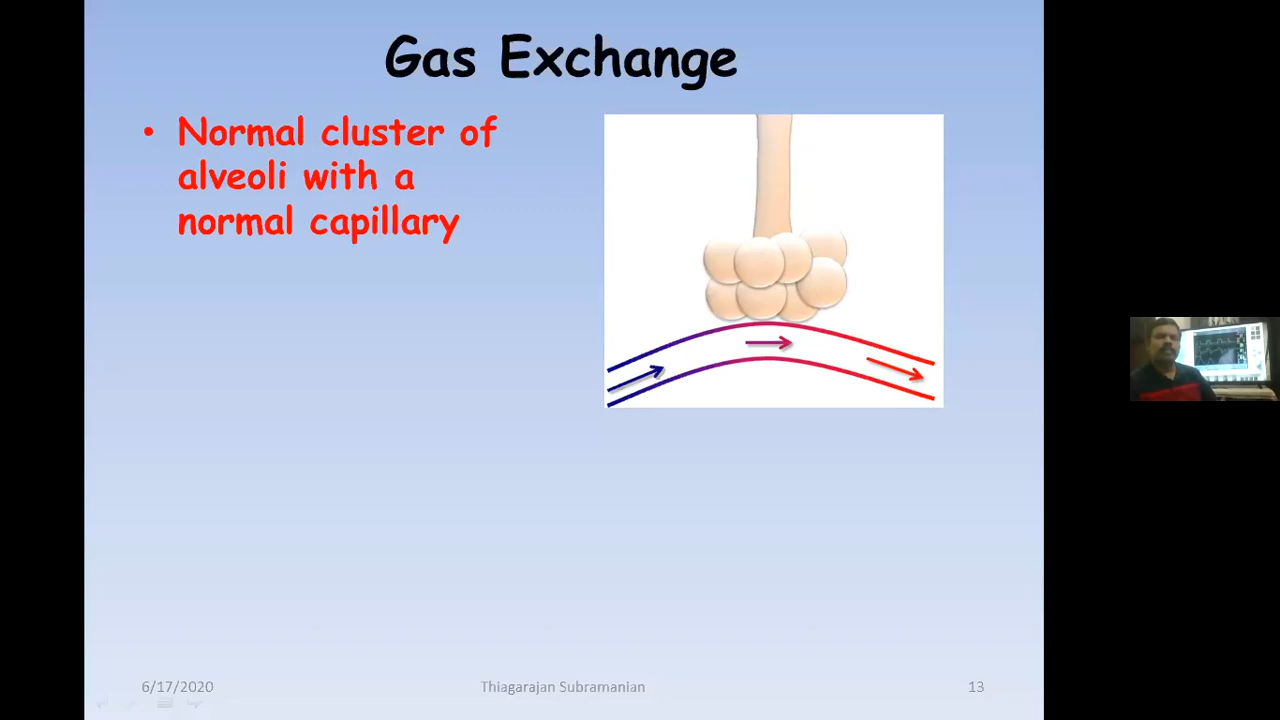 Gas Exchange
• Normal cluster of
alveoli with a
normal capillary
6/17/2020
Thiagarajan Subramanian
13